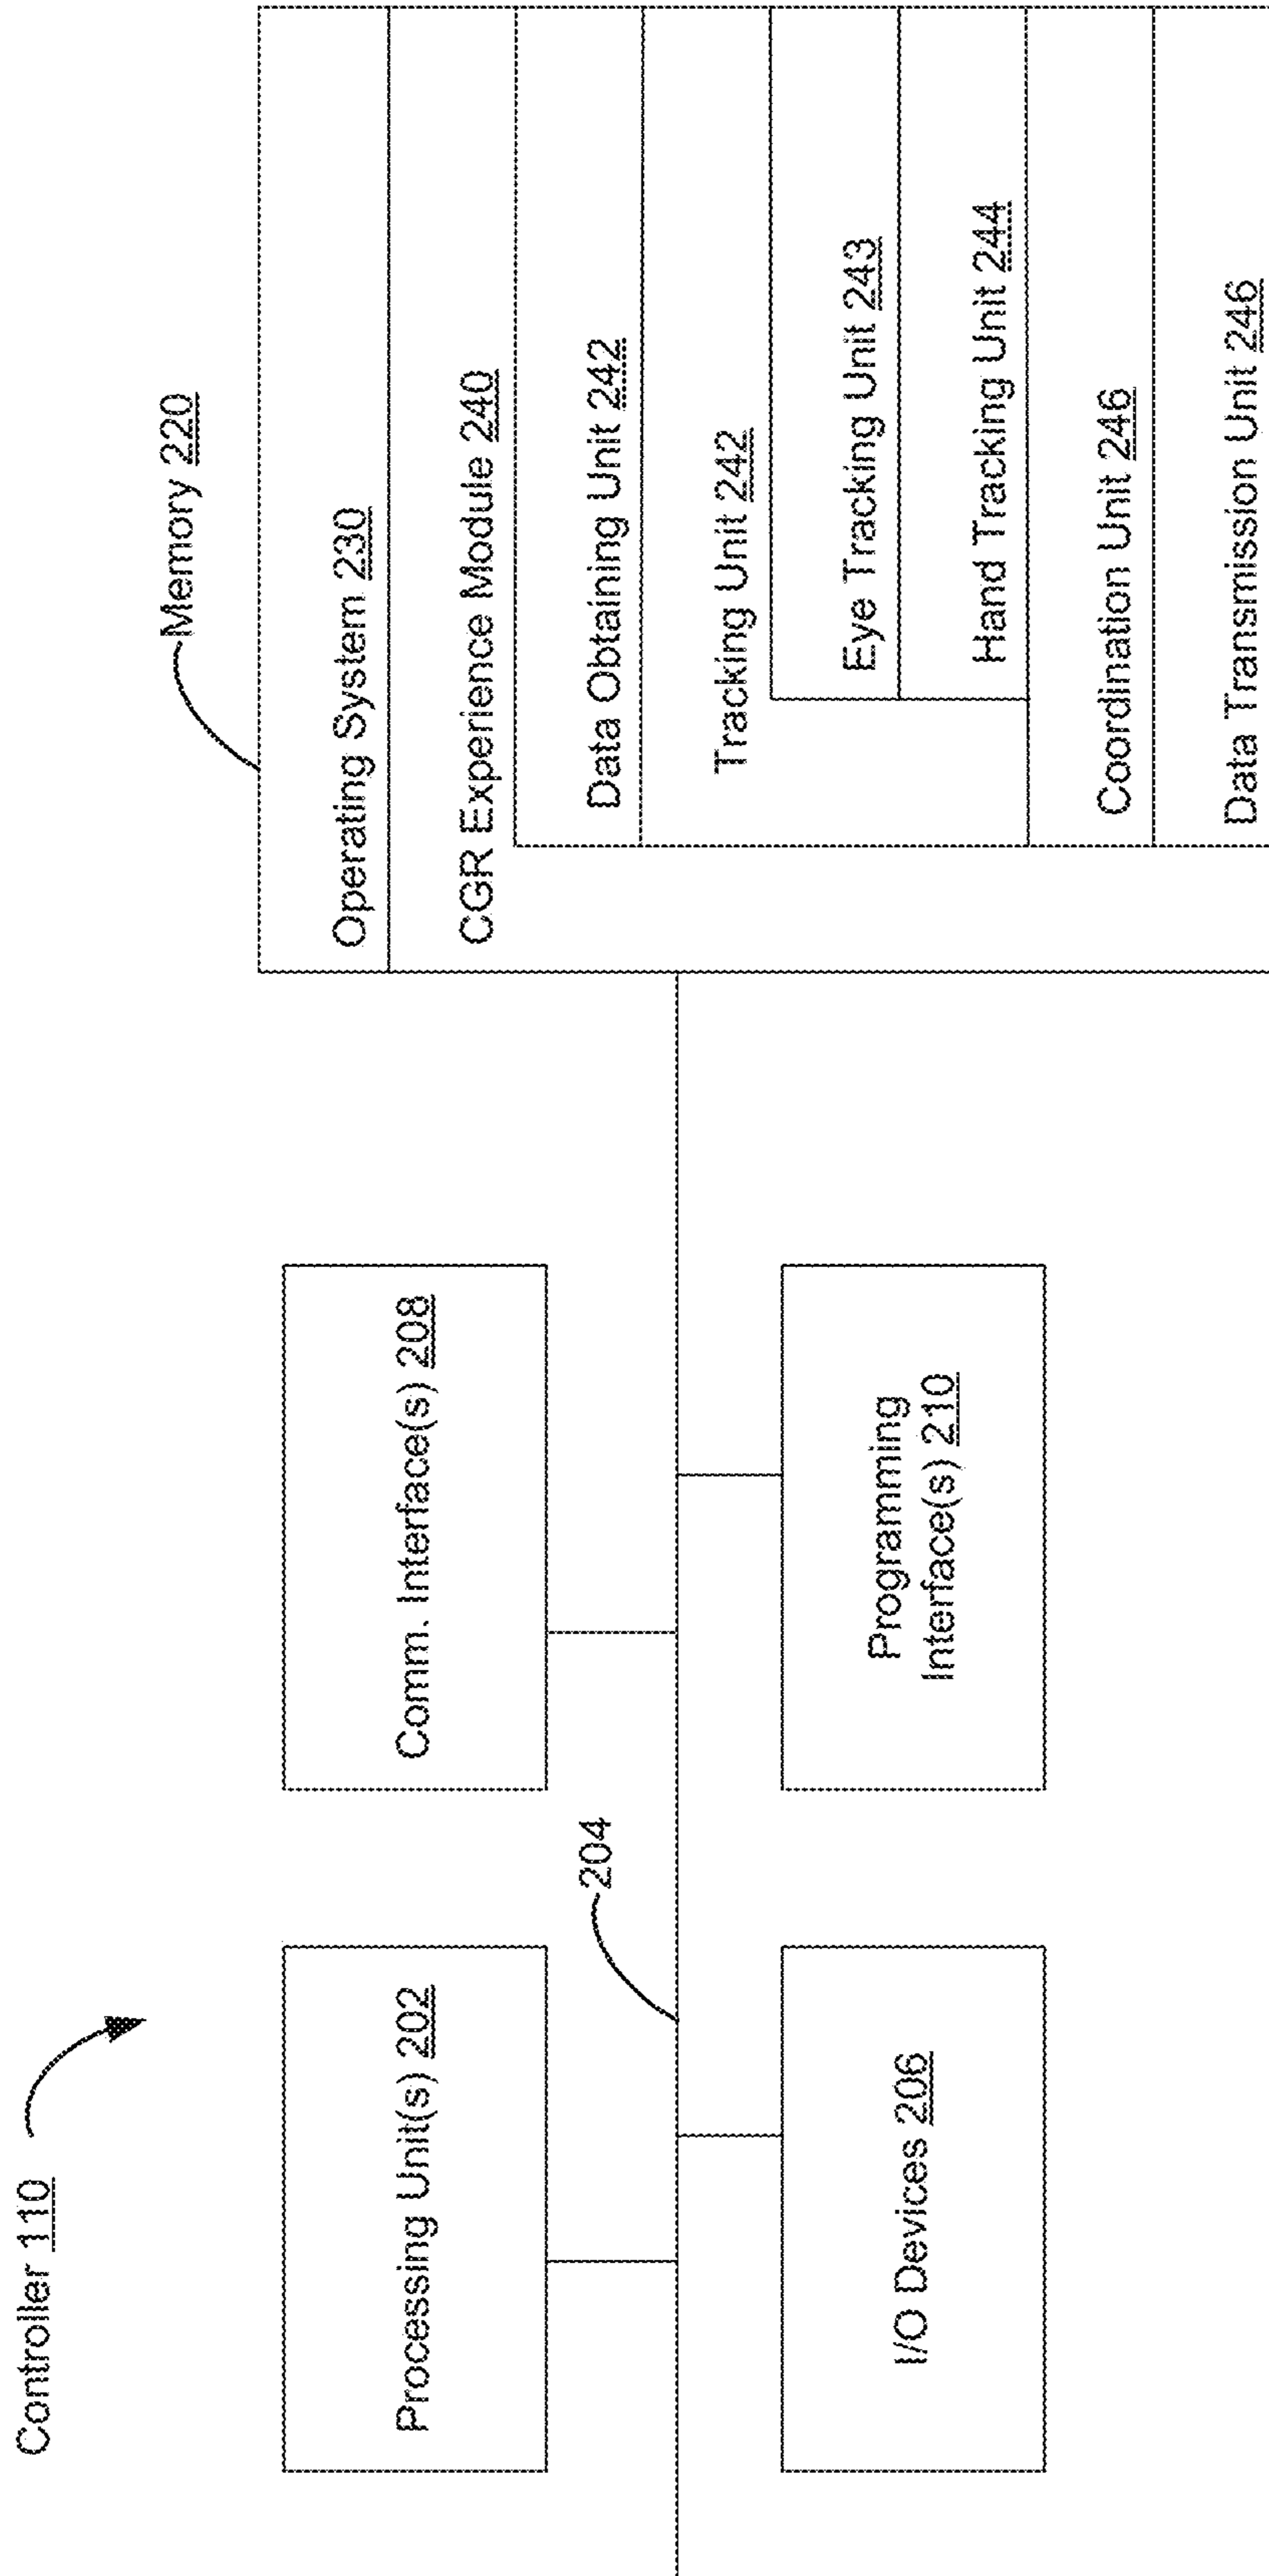 Controller 110
Memory 220
Processing Unit(s) 202
Comm. Interface(s) 208
204
I/O Devices 206
Programming
Interface(s) 210
Operating System 230
CGR Experience Module 240
Data Obtaining Unit 242
Tracking Unit 242
Eye Tracking Unit 243
Hand Tracking Unit 244
Coordination Unit 246
Data Transmission Unit 246